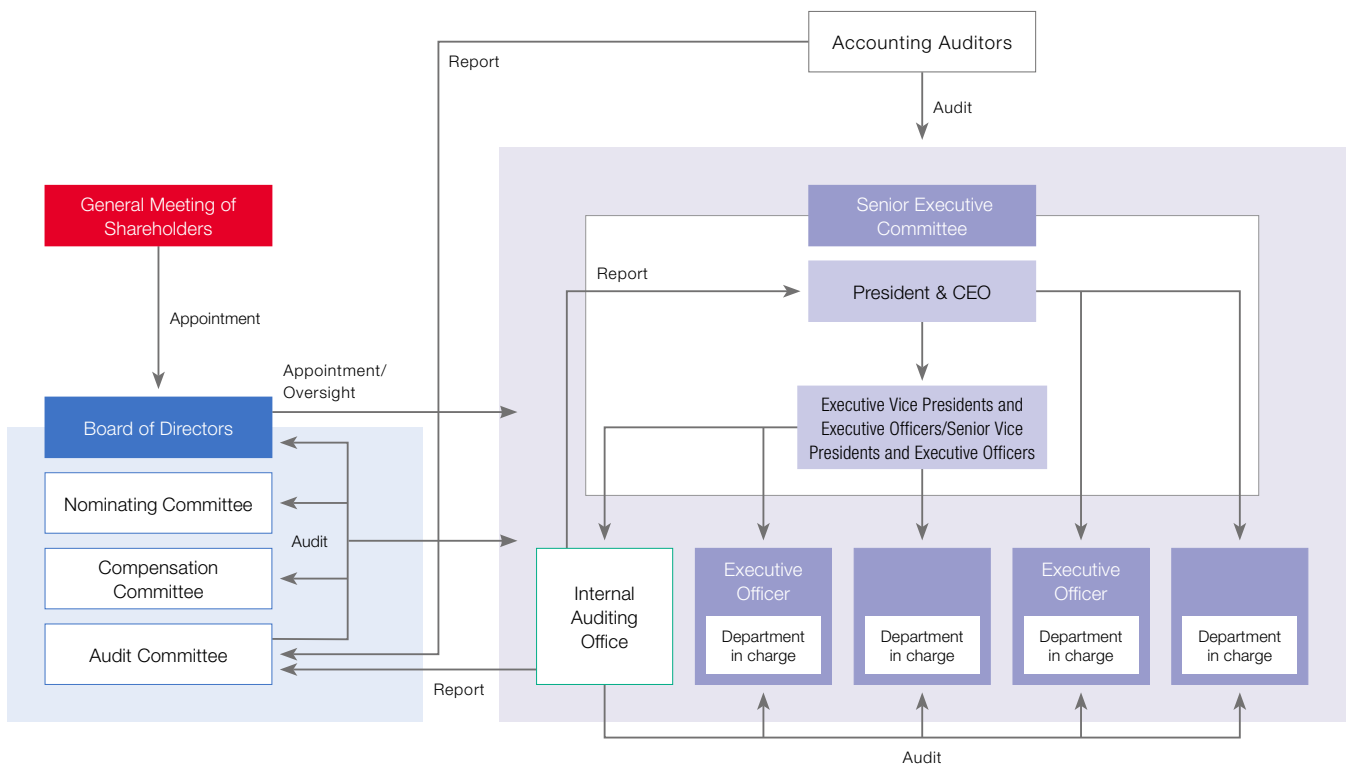 Accounting Auditors
Report
Audit
General Meeting of
Shareholders
Senior Executive
Committee
Report
President & CEO
Appointment
Appointment/
Oversight
Board of Directors
Executive Vice Presidents and
Executive Officers/Senior Vice
Presidents and Executive Officers
Nominating Committee
Audit
Compensation
Committee
Audit Committee
Report
Internal
Auditing
Office
Executive
Officer
Department
in charge
Department
in charge
Executive
Officer
Department
in charge
Department
in charge
Audit